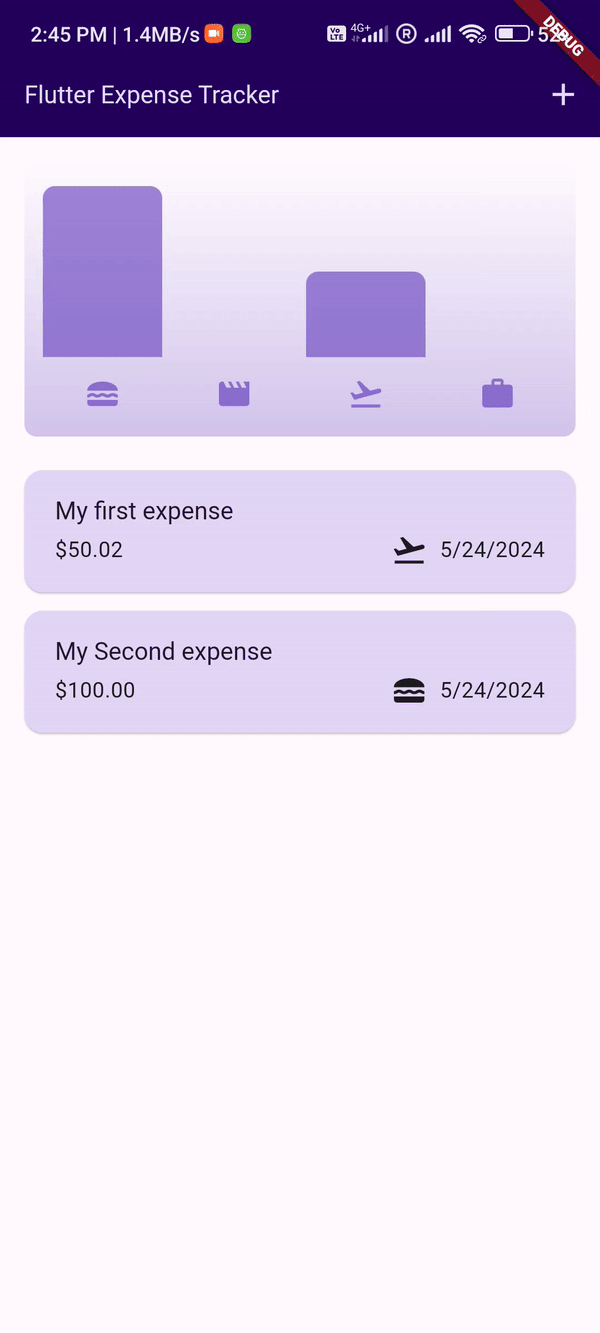 2:45 PM | 1.4MB/s Vo LTE 4G+ R
DEBUG
Flutter Expense Tracker
My first expense
$50.02 5/24/2024
My Second expense
$100.00 5/24/2024